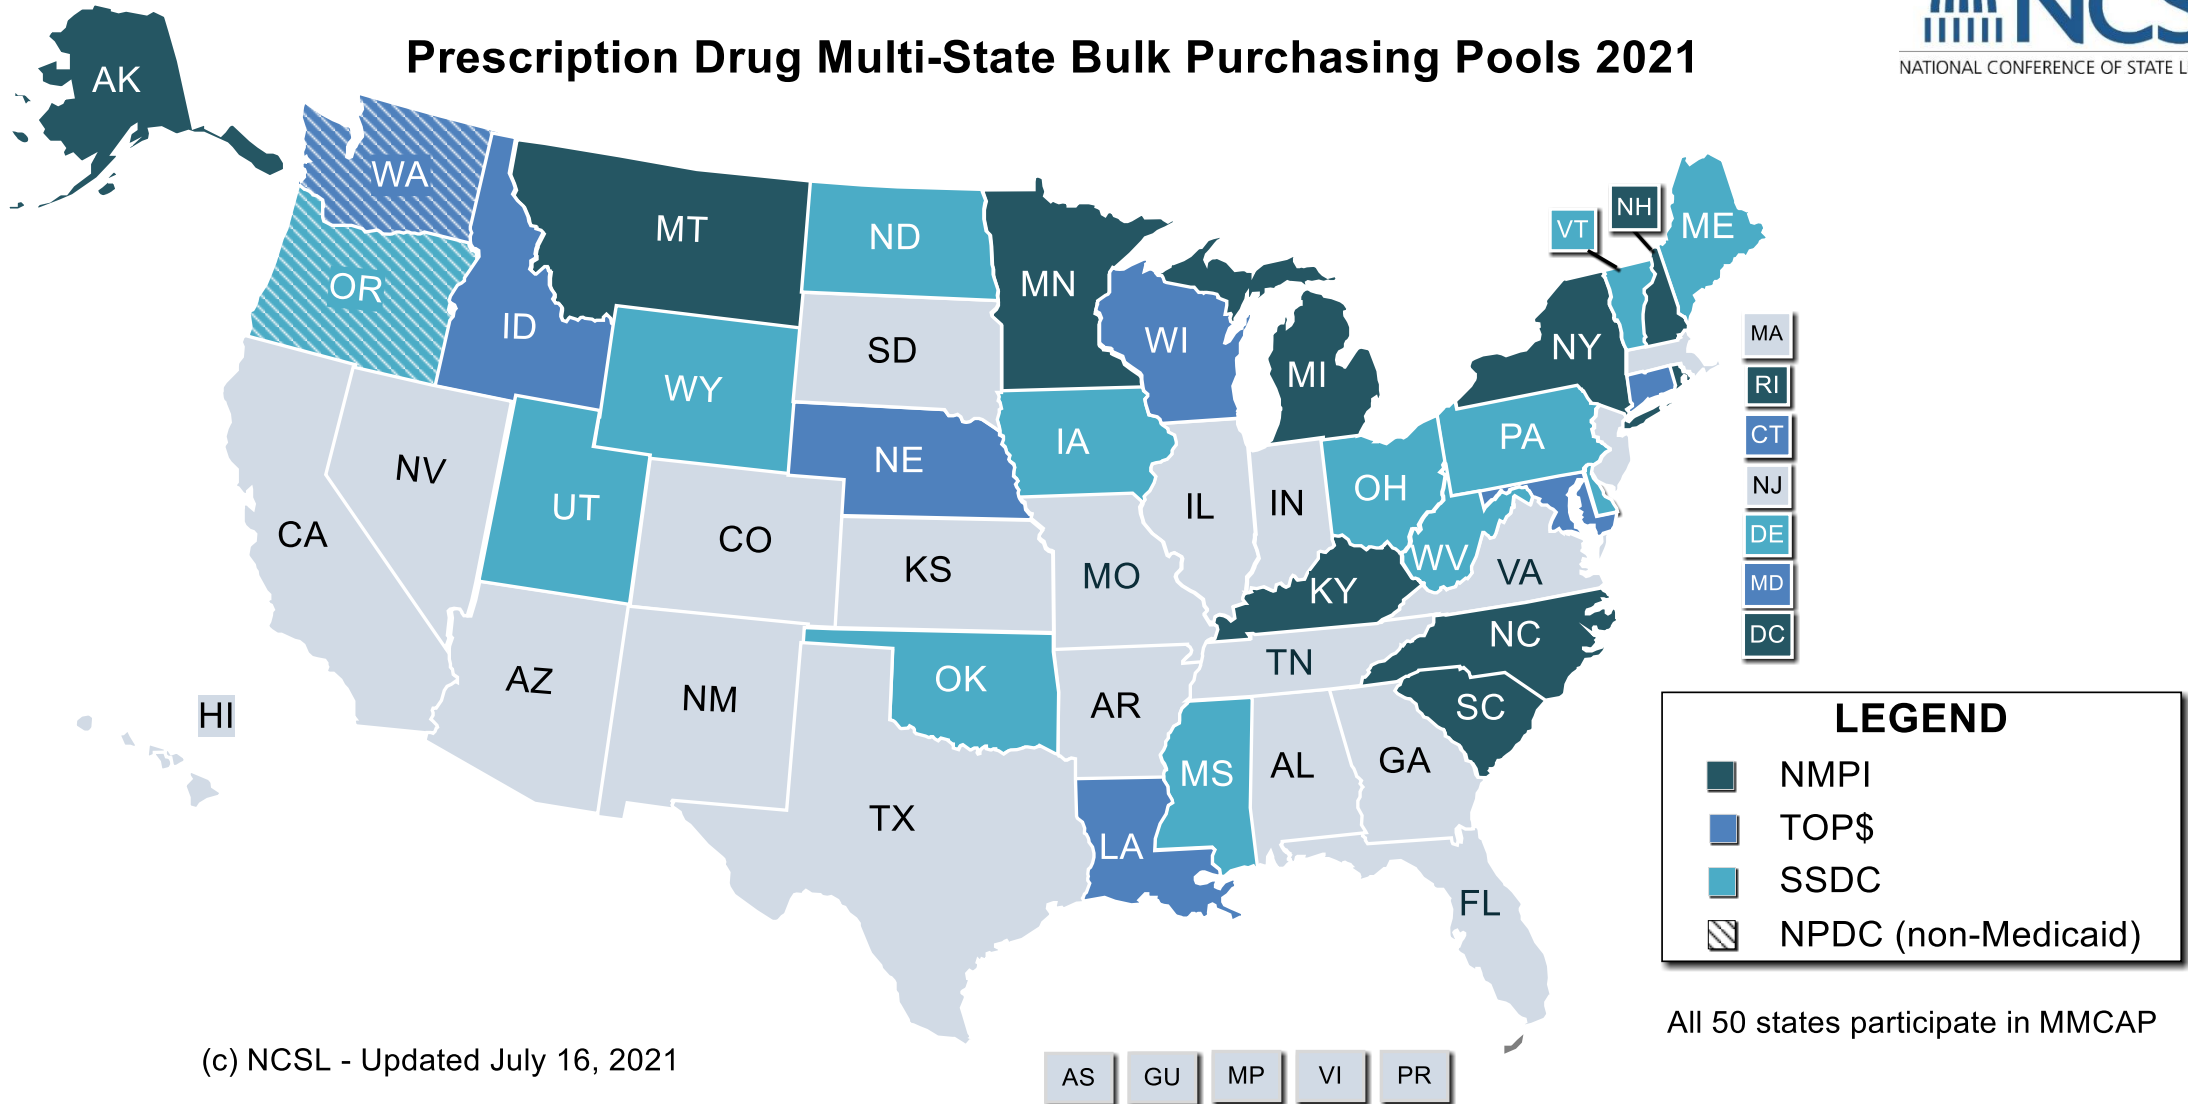 NCS
NATIONAL CONFERENCE OF STATE L
Prescription Drug Multi-State Bulk Purchasing Pools 2021
AK
WA
MT
ND
MN
VT
NH
ME
OR
ID
SD
WI
MI
NY
MA
RI
CT
NJ
DE
MD
DC
WY
NE
IA
PA
NV
UT
CO
KS
IL
IN
OH
CA
MO
WV
VA
KY
NC
AZ
NM
OK
AR
TN
SC
HI
TX
LA
MS
AL
GA
FL
LEGEND
NMPI
TOP$
SSDC
NPDC (non-Medicaid)
All 50 states participate in MMCAP
(c) NCSL - Updated July 16, 2021
AS
GU
MP
VI
PR